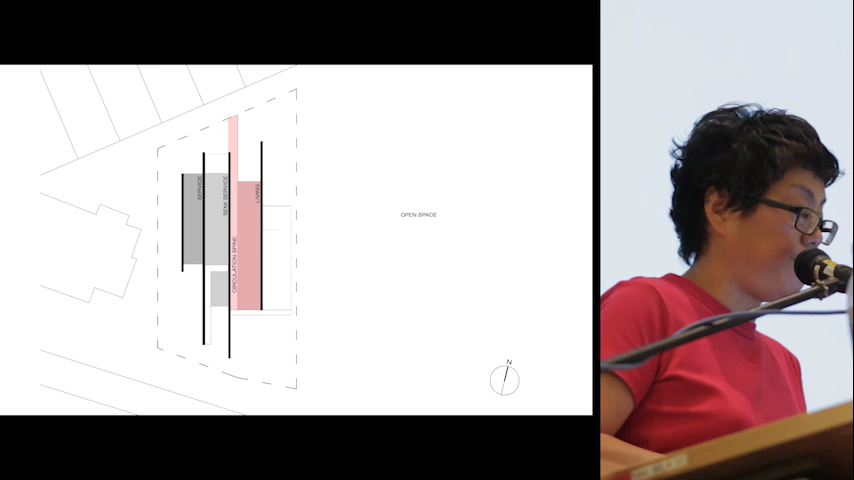 SERVICE
SEMI SERVICE
CIRCULATION SPINE
LIVING
OPEN SPACE
N